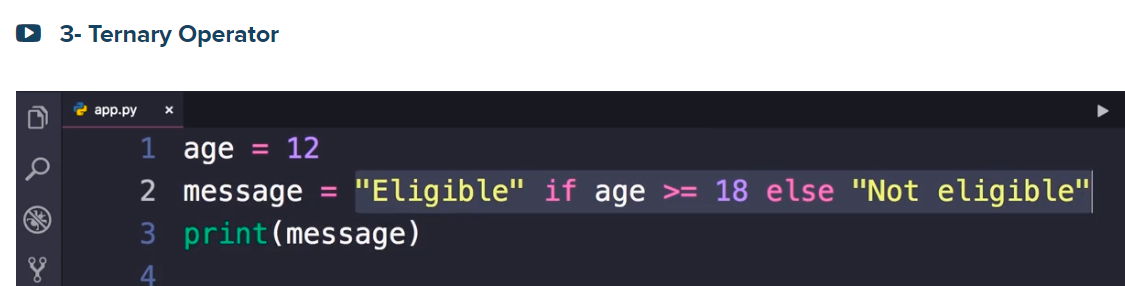 3- Ternary Operator
app.py ×
1 age = 12
2 message = "Eligible" if age >= 18 else "Not eligible"
3 print(message)
4